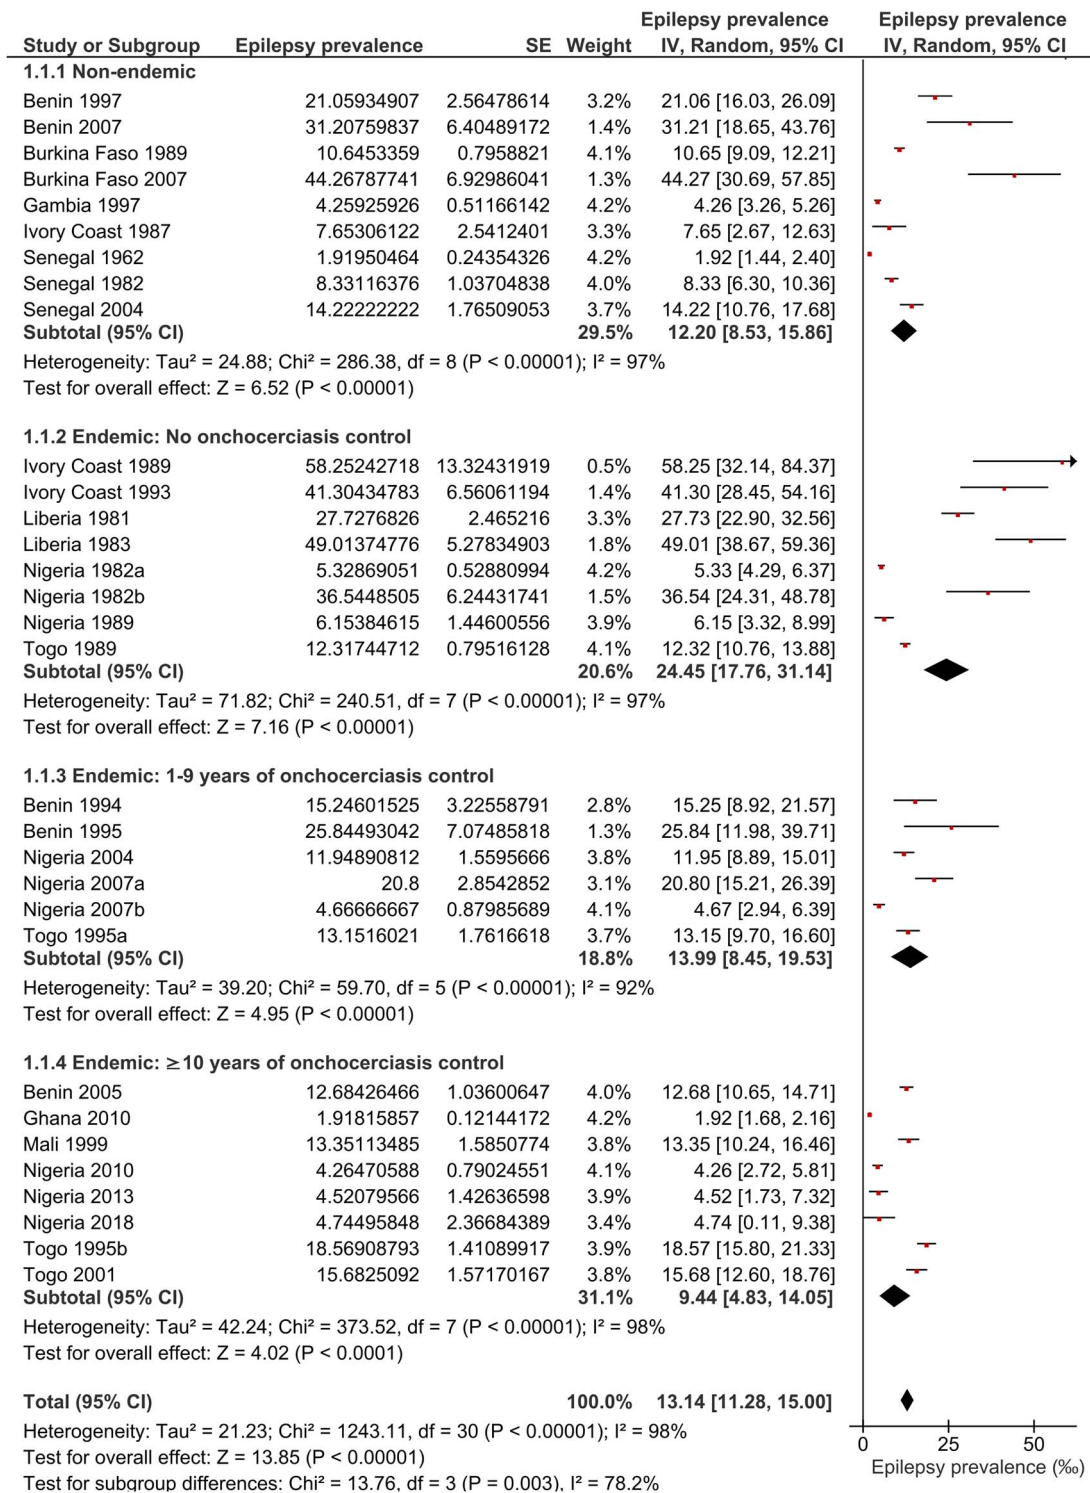 Epilepsy prevalence Epilepsy prevalence
Study or Subgroup Epilepsy prevalence SE Weight IV, Random, 95% CI IV, Random, 95% CI
1.1.1 Non-endemic
Benin 1997 21.05934907 2.56478614 3.2% 21.06 [16.03, 26.09]
Benin 2007 31.20759837 6.40489172 1.4% 31.21 [18.65, 43.76]
Burkina Faso 1989 10.6453359 0.7958821 4.1% 10.65 [9.09, 12.21]
Burkina Faso 2007 44.26787741 6.92986041 1.3% 44.27 [30.69, 57.85]
Gambia 1997 4.25925926 0.51166142 4.2% 4.26 [3.26, 5.26]
Ivory Coast 1987 7.65306122 2.5412401 3.3% 7.65 [2.67, 12.63]
Senegal 1962 1.91950464 0.24354326 4.2% 1.92 [1.44, 2.40]
Senegal 1982 8.33116376 1.03704838 4.0% 8.33 [6.30, 10.36]
Senegal 2004 14.22222222 1.76509053 3.7% 14.22 [10.76, 17.68]
Subtotal (95% CI) 29.5% 12.20 [8.53, 15.86]
Heterogeneity: Tau² = 24.88; Chi² = 286.38, df = 8 (P < 0.00001); I² = 97%
Test for overall effect: Z = 6.52 (P < 0.00001)
1.1.2 Endemic: No onchocerciasis control
Ivory Coast 1989 58.25242718 13.32431919 0.5% 58.25 [32.14, 84.37]
Ivory Coast 1993 41.30434783 6.56061194 1.4% 41.30 [28.45, 54.16]
Liberia 1981 27.7276826 2.465216 3.3% 27.73 [22.90, 32.56]
Liberia 1983 49.01374776 5.27834903 1.8% 49.01 [38.67, 59.36]
Nigeria 1982a 5.32869051 0.52880994 4.2% 5.33 [4.29, 6.37]
Nigeria 1982b 36.5448505 6.24431741 1.5% 36.54 [24.31, 48.78]
Nigeria 1989 6.15384615 1.44600556 3.9% 6.15 [3.32, 8.99]
Togo 1989 12.31744712 0.79516128 4.1% 12.32 [10.76, 13.88]
Subtotal (95% CI) 20.6% 24.45 [17.76, 31.14]
Heterogeneity: Tau² = 71.82; Chi² = 240.51, df = 7 (P < 0.00001); I² = 97%
Test for overall effect: Z = 7.16 (P < 0.00001)
1.1.3 Endemic: 1-9 years of onchocerciasis control
Benin 1994 15.24601525 3.22558791 2.8% 15.25 [8.92, 21.57]
Benin 1995 25.84493042 7.07485818 1.3% 25.84 [11.98, 39.71]
Nigeria 2004 11.94890812 1.5595666 3.8% 11.95 [8.89, 15.01]
Nigeria 2007a 20.8 2.8542852 3.1% 20.80 [15.21, 26.39]
Nigeria 2007b 4.66666667 0.87985689 4.1% 4.67 [2.94, 6.39]
Togo 1995a 13.1516021 1.7616618 3.7% 13.15 [9.70, 16.60]
Subtotal (95% CI) 18.8% 13.99 [8.45, 19.53]
Heterogeneity: Tau² = 39.20; Chi² = 59.70, df = 5 (P < 0.00001); I² = 92%
Test for overall effect: Z = 4.95 (P < 0.00001)
1.1.4 Endemic: ≥10 years of onchocerciasis control
Benin 2005 12.68426466 1.03600647 4.0% 12.68 [10.65, 14.71]
Ghana 2010 1.91815857 0.12144172 4.2% 1.92 [1.68, 2.16]
Mali 1999 13.35113485 1.5850774 3.8% 13.35 [10.24, 16.46]
Nigeria 2010 4.26470588 0.79024551 4.1% 4.26 [2.72, 5.81]
Nigeria 2013 4.52079566 1.42636598 3.9% 4.52 [1.73, 7.32]
Nigeria 2018 4.74495848 2.36684389 3.4% 4.74 [0.11, 9.38]
Togo 1995b 18.56908793 1.41089917 3.9% 18.57 [15.80, 21.33]
Togo 2001 15.6825092 1.57170167 3.8% 15.68 [12.60, 18.76]
Subtotal (95% CI) 31.1% 9.44 [4.83, 14.05]
Heterogeneity: Tau² = 42.24; Chi² = 373.52, df = 7 (P < 0.00001); I² = 98%
Test for overall effect: Z = 4.02 (P < 0.0001)
Total (95% CI) 100.0% 13.14 [11.28, 15.00]
Heterogeneity: Tau² = 21.23; Chi² = 1243.11, df = 30 (P < 0.00001); I² = 98%
Test for overall effect: Z = 13.85 (P < 0.00001)
Test for subgroup differences: Chi² = 13.76, df = 3 (P = 0.003), I² = 78.2%
0 25 50
Epilepsy prevalence (‰)